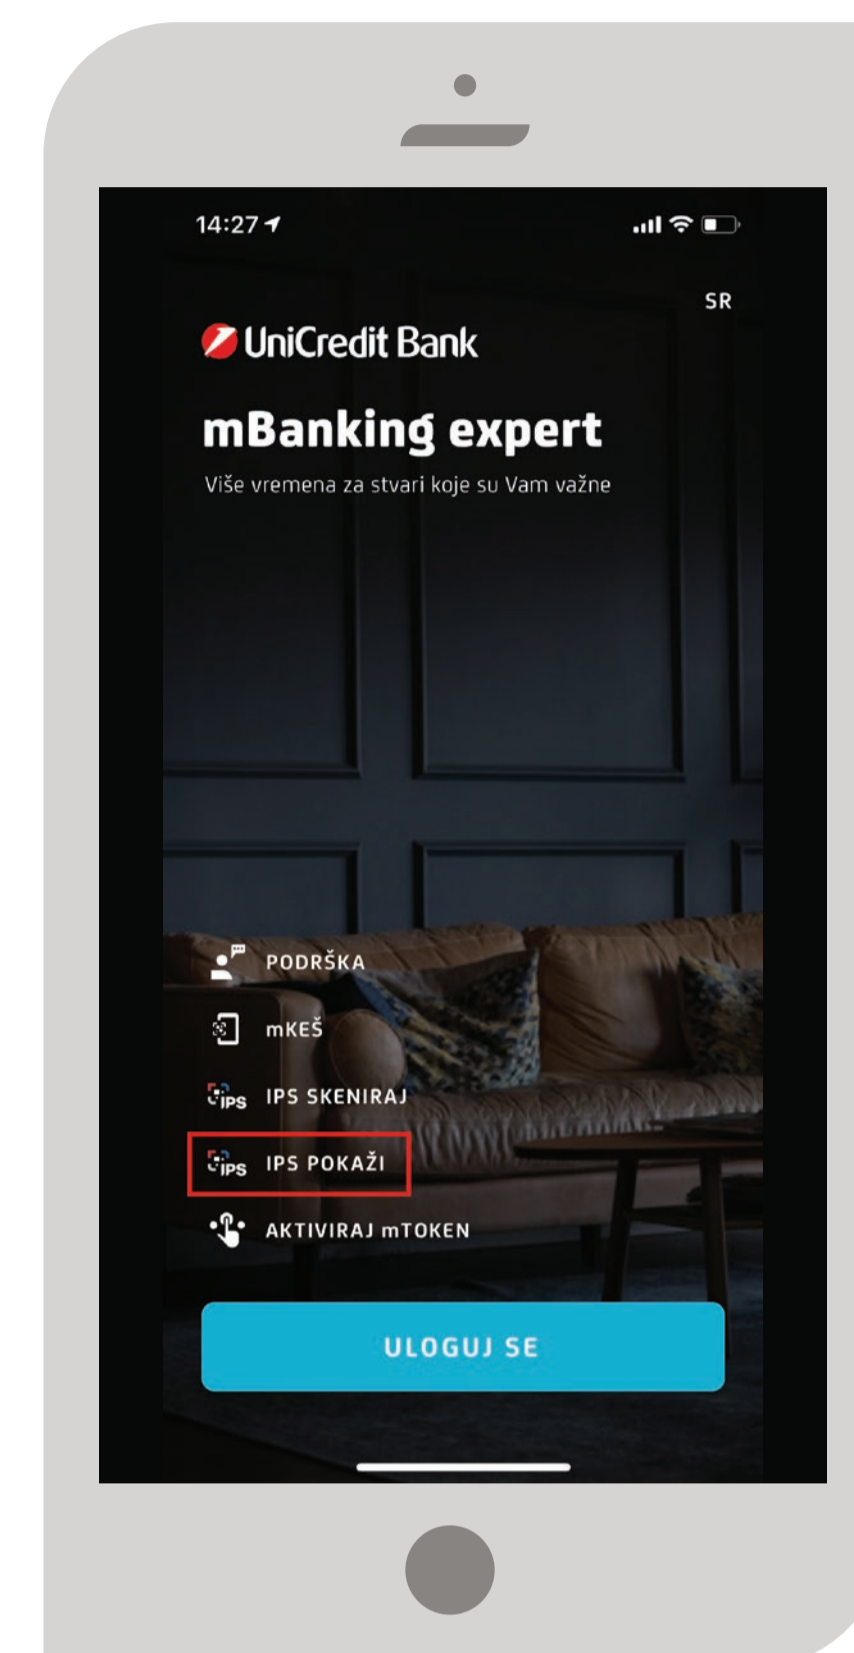 14:27
SR
UniCredit Bank
mBanking expert
Više vremena za stvari koje su Vam važne
PODRŠKA
mKEŠ
IPS IPS SKENIRAJ
IPS IPS POKAŽI
AKTIVIRAJ mTOKEN
ULOGUJ SE